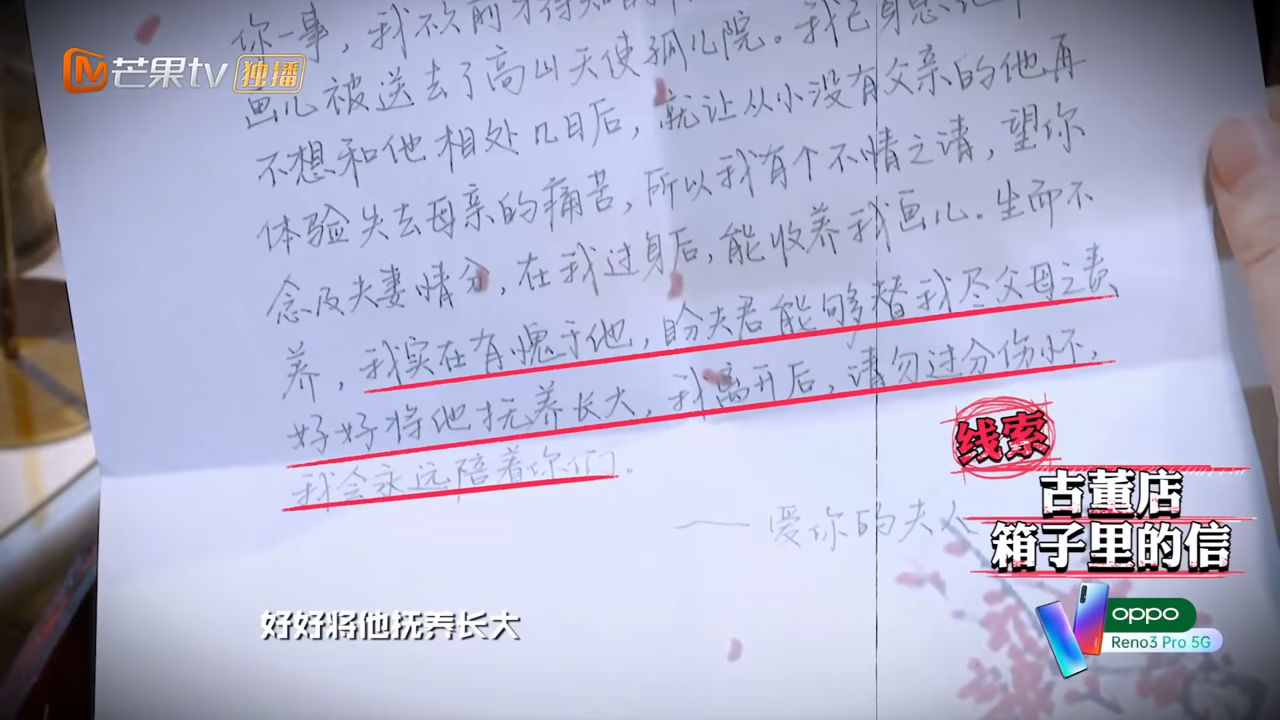 芒果tv 独播
你一事，我不久前才得知
画儿被送去了高山天使孤儿院。我已身患
不想和他相处几日后，就让从小没有父亲的他再
体验失去母亲的痛苦，所以我有个不情之请，望你
念及夫妻情分，在我过身后，能收养我画儿。生而不
养，我实在有愧于他，盼夫君能够替我尽父母之责
好好将他抚养长大，我离开后，请勿过分伤怀，
我会永远陪着你们。
——爱你的夫人
线索
古董店
箱子里的信
oppo
Reno3 Pro 5G
好好将他抚养长大